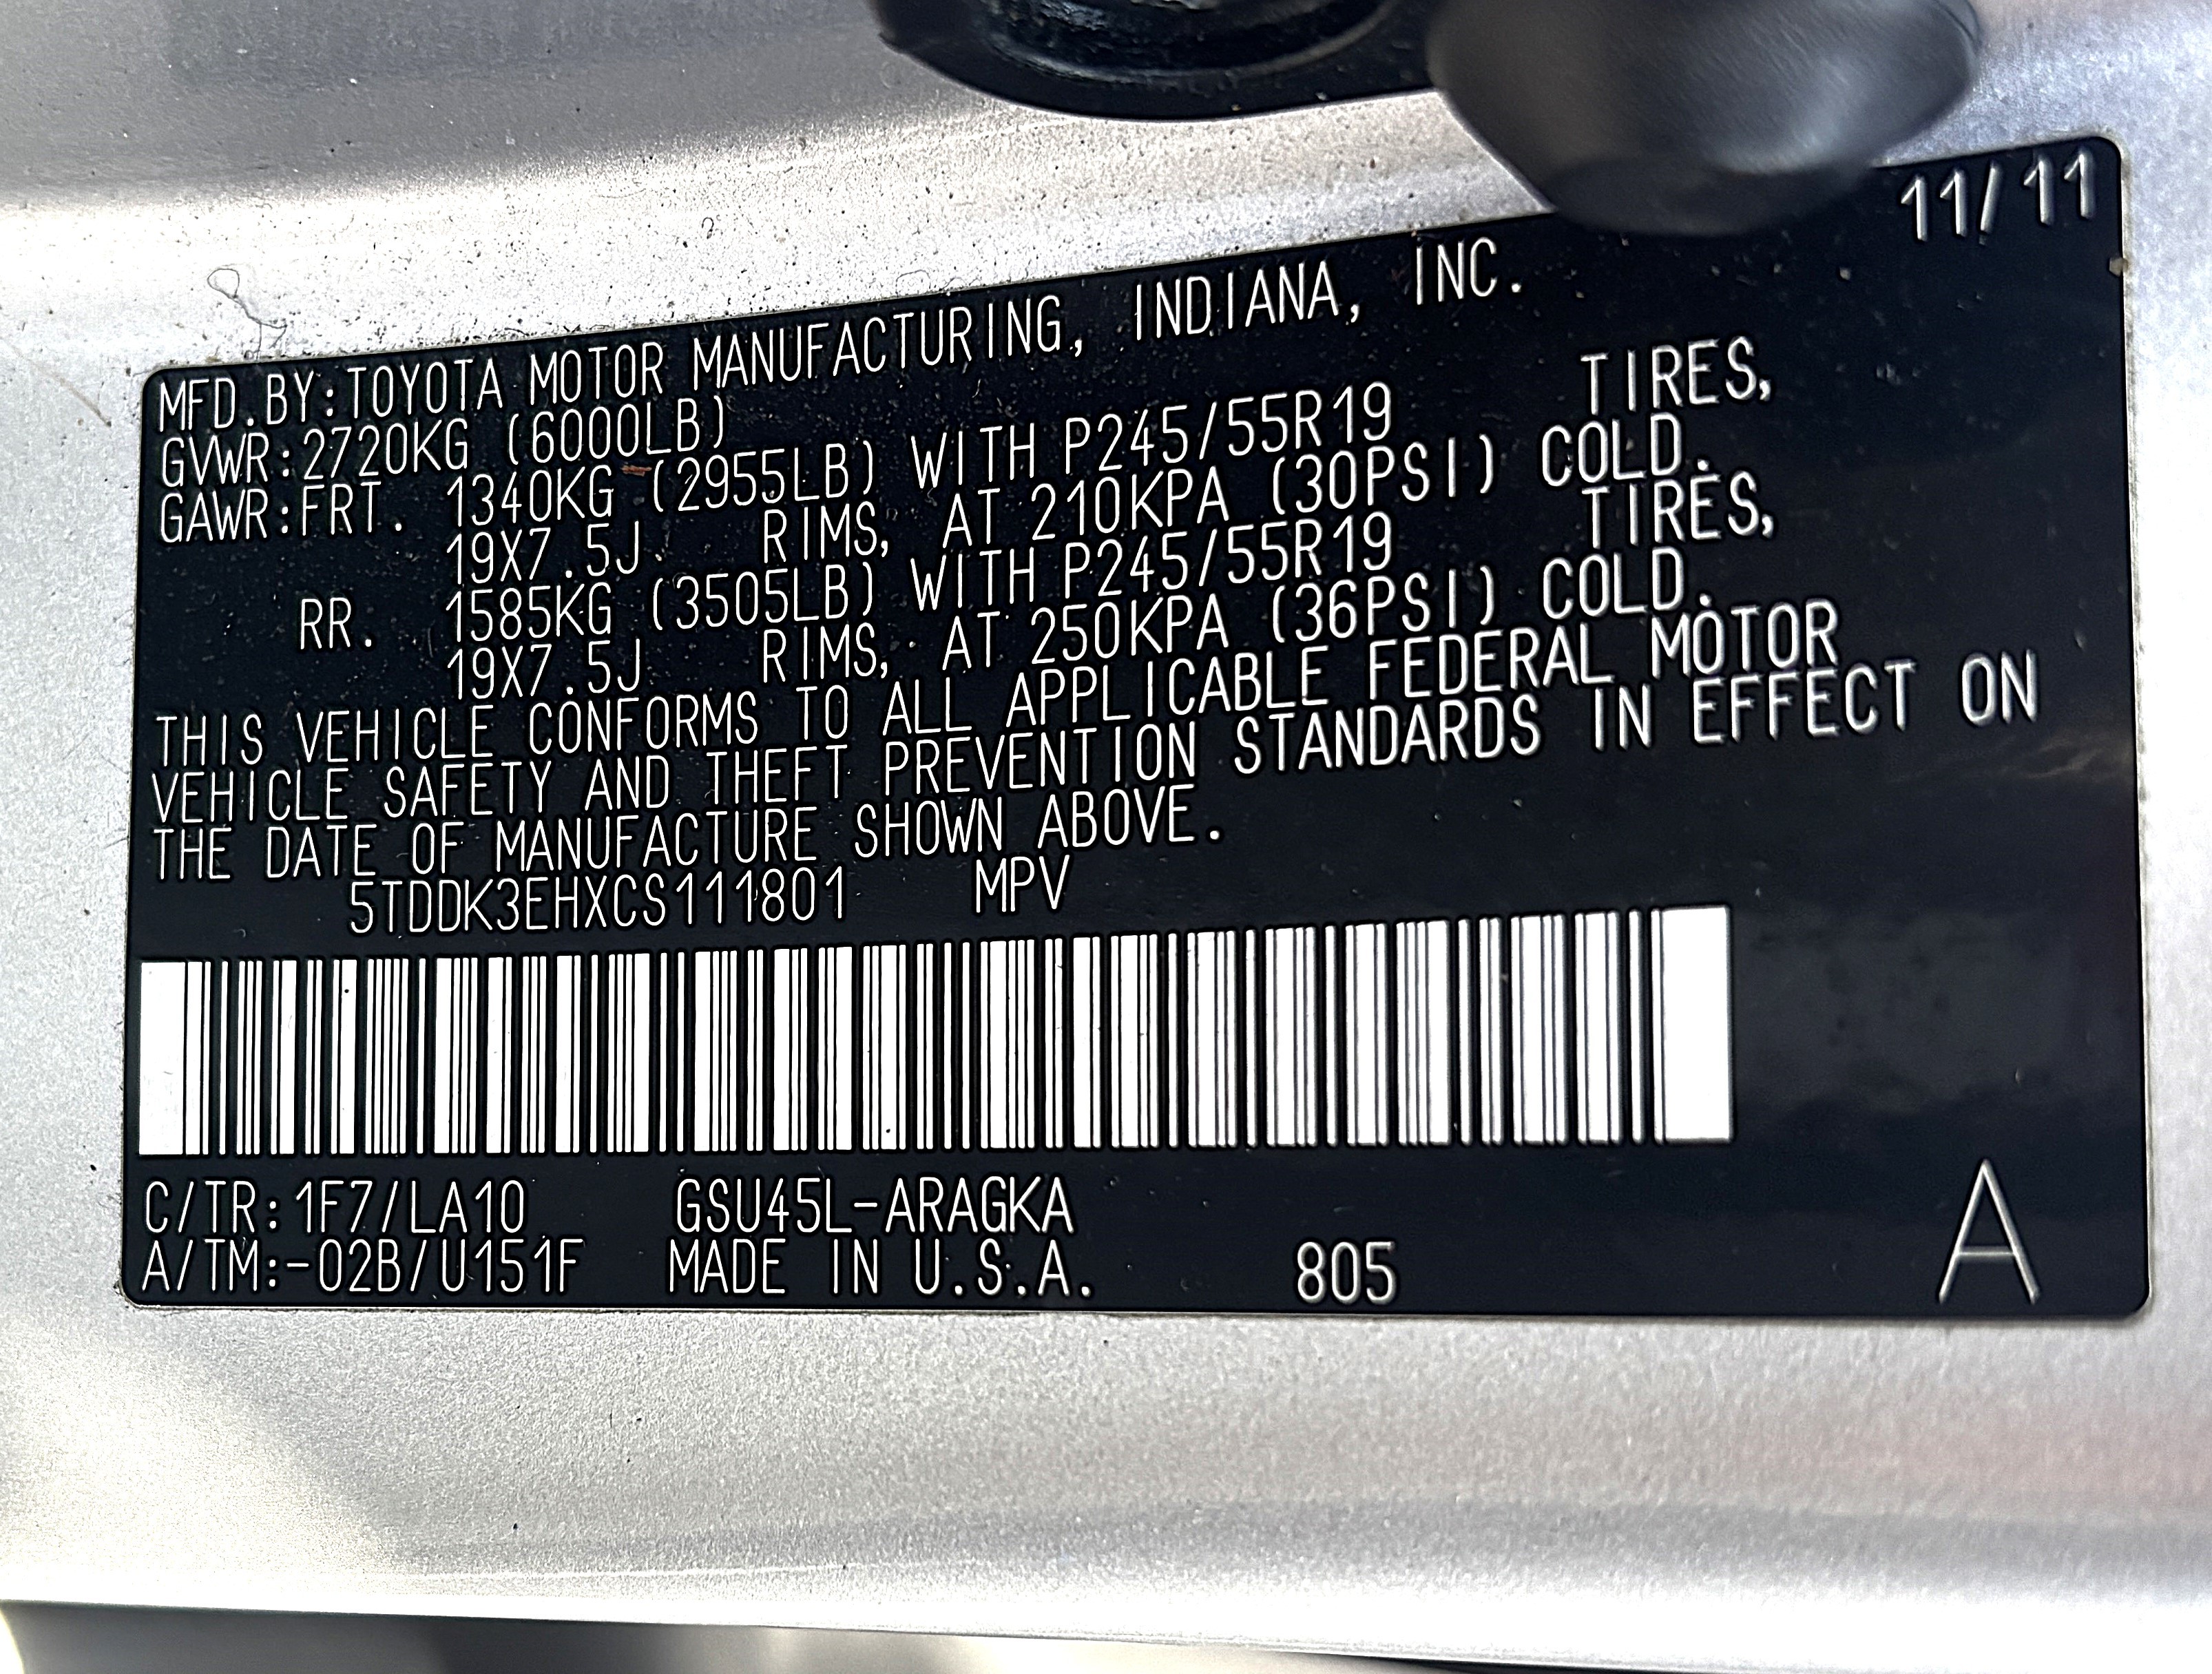 11/11
MFD.BY:TOYOTA MOTOR MANUFACTURING, INDIANA, INC.
GVWR:2720KG (6000LB)
GAWR:FRT. 1340KG (2955LB) WITH P245/55R19 TIRES,
19X7.5J RIMS, AT 210KPA (30PSI) COLD.
RR. 1585KG (3505LB) WITH P245/55R19 TIRES,
19X7.5J RIMS, AT 250KPA (36PSI) COLD.
THIS VEHICLE CONFORMS TO ALL APPLICABLE FEDERAL MOTOR
VEHICLE SAFETY AND THEFT PREVENTION STANDARDS IN EFFECT ON
THE DATE OF MANUFACTURE SHOWN ABOVE.
5TDDK3EHXCS111801 MPV
C/TR:1F7/LA10 GSU45L-ARAGKA
A/TM:-02B/U151F MADE IN U.S.A. 805
A